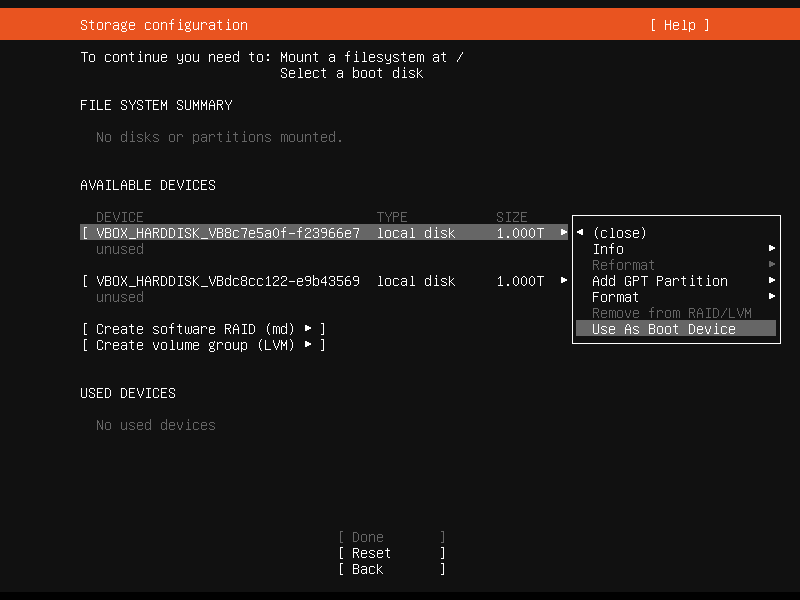 Storage configuration [ Help ]
To continue you need to: Mount a filesystem at /
Select a boot disk
FILE SYSTEM SUMMARY
No disks or partitions mounted.
AVAILABLE DEVICES
DEVICE TYPE SIZE
[ VBOX_HARDDISK_VB8c7e5a0f-f23966e7 local disk 1.000T ▸ ◂ (close)
unused Info ▸
Reformat ▸
[ VBOX_HARDDISK_VBdc8cc122-e9b43569 local disk 1.000T ▸ Add GPT Partition ▸
unused Format ▸
Remove from RAID/LVM
[ Create software RAID (md) ▸ ] Use As Boot Device
[ Create volume group (LVM) ▸ ]
USED DEVICES
No used devices
[ Done ]
[ Reset ]
[ Back ]